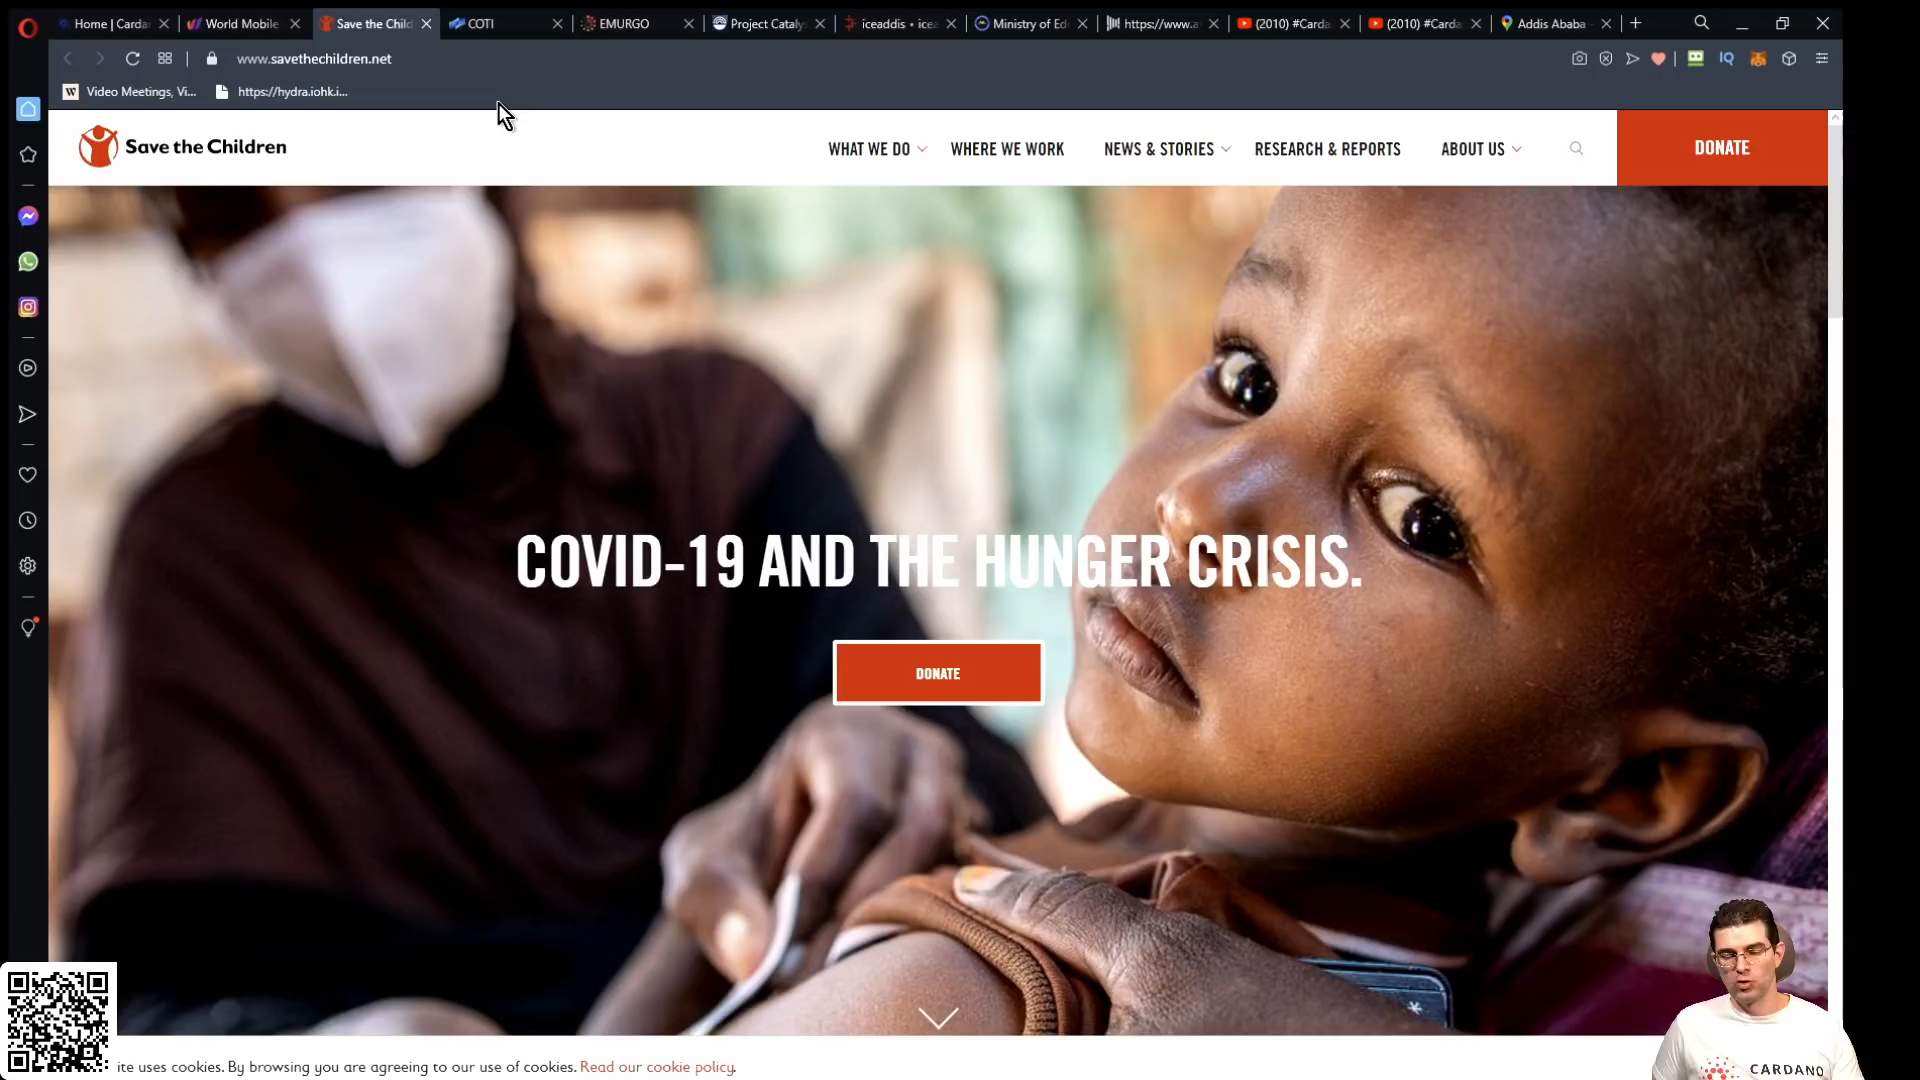 Home | Carda
World Mobile
Save the Child
COTI
EMURGO
Project Cataly
iceaddis • icea
Ministry of Ed
https://www.a
(2010) #Carda
(2010) #Carda
Addis Ababa
www.savethechildren.net
IQ
W
Video Meetings, Vi...
https://hydra.iohk.i...
Save the Children
WHAT WE DO
WHERE WE WORK
NEWS & STORIES
RESEARCH & REPORTS
ABOUT US
DONATE
COVID-19 AND THE HUNGER CRISIS.
DONATE
ite uses cookies. By browsing you are agreeing to our use of cookies. Read our cookie policy.
CARDANO